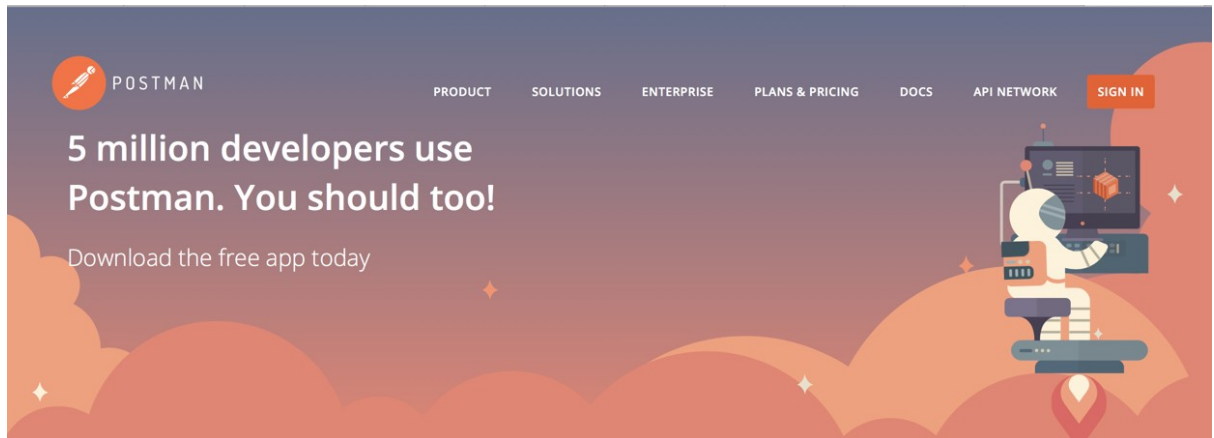 POSTMAN
PRODUCT SOLUTIONS ENTERPRISE PLANS & PRICING DOCS API NETWORK SIGN IN
5 million developers use
Postman. You should too!
Download the free app today